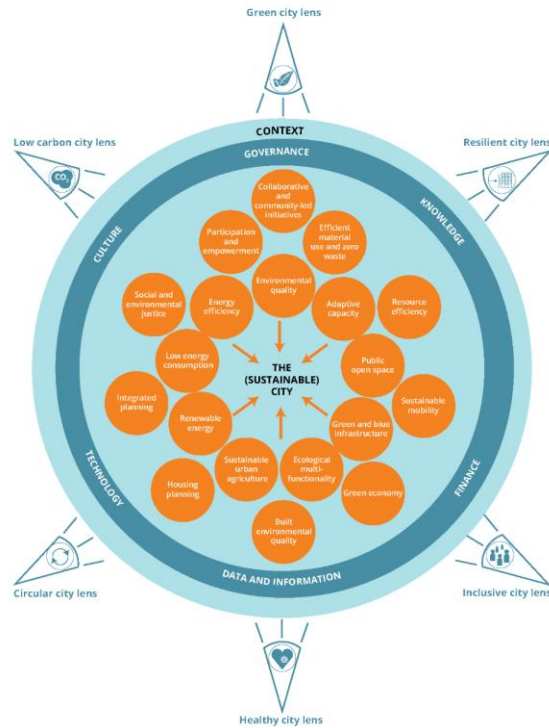 Green city lens
Low carbon city lens
Resilient city lens
CO₂
CONTEXT
GOVERNANCE
CULTURE
KNOWLEDGE
Collaborative and
community-led
initiatives
Participation
and
empowerment
Efficient
material
use and zero
waste
Environmental
quality
Social and
environmental
justice
Energy
efficiency
Adaptive
capacity
Resource
efficiency
Low energy
consumption
THE
(SUSTAINABLE)
CITY
Public
open space
Integrated
planning
Renewable
energy
Green and blue
infrastructure
Sustainable
mobility
Housing
planning
Sustainable
urban
agriculture
Ecological
multi-
functionality
Green economy
Built
environmental
quality
TECHNOLOGY
FINANCE
DATA AND INFORMATION
Circular city lens
Inclusive city lens
Healthy city lens